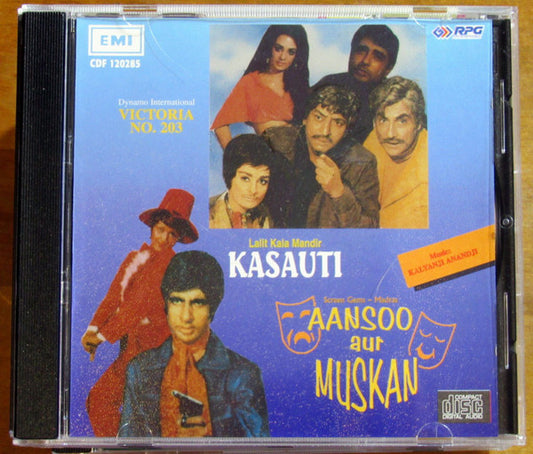 EMI
CDF 120285
RPG
Dynamo International
VICTORIA
NO. 203
Lalit Kala Mandir
KASAUTI
Music:
KALYANJI ANANDJI
Screen Gems - Madras
AANSOO
aur
MUSKAN
COMPACT
disc
DIGITAL AUDIO